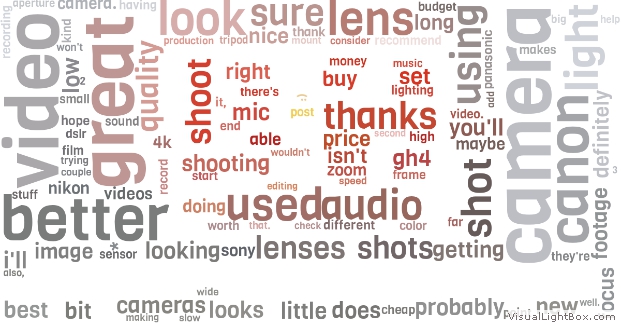 aperture camera. having look sure lens budget long using big light help
recording video won't kind great quality production tripod nice thank mount consider recommend panasonic makes camera
low 2 small shoot right there's money buy music set lighting add
hope sound it, mic end post thanks video. you'll canon definitely
dslr film 4k able price second high maybe
trying couple wouldn't isn't gh4 3
record shooting start zoom speed frame shot
stuff nikon videos editing
better doing used audio far footage
worth that. check different color
i'll image * sensor looking sony lenses shots getting they're
also, wide ocus
best bit cameras looks little does cheap probably new well.
making slow
VisualLightBox.com